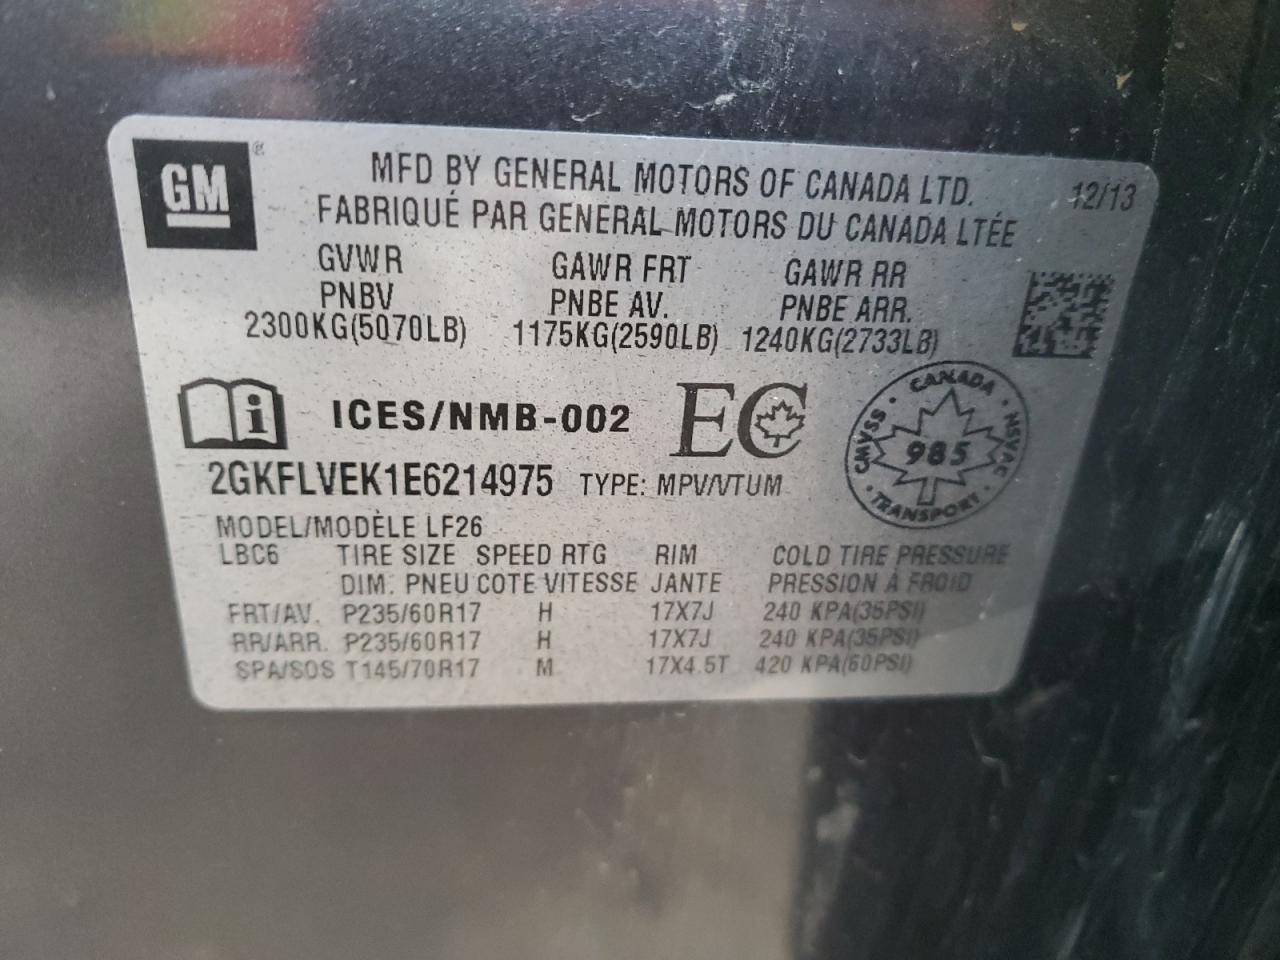 GM®
MFD BY GENERAL MOTORS OF CANADA LTD.
12/13
FABRIQUÉ PAR GENERAL MOTORS DU CANADA LTÉE
GVWR GAWR FRT GAWR RR
PNBV PNBE AV. PNBE ARR.
2300KG(5070LB) 1175KG(2590LB) 1240KG(2733LB)
i ICES/NMB-002 EC
CANADA · NSVAC · TRANSPORT · CMVSS ·
985
2GKFLVEK1E6214975 TYPE: MPV/VTUM
MODEL/MODÈLE LF26
LBC6 TIRE SIZE SPEED RTG RIM COLD TIRE PRESSURE
DIM. PNEU COTE VITESSE JANTE PRESSION À FROID
FRT/AV. P235/60R17 H 17X7J 240 KPA(35PSI)
RR/ARR. P235/60R17 H 17X7J 240 KPA(35PSI)
SPA/SOS T145/70R17 M 17X4.5T 420 KPA(60PSI)